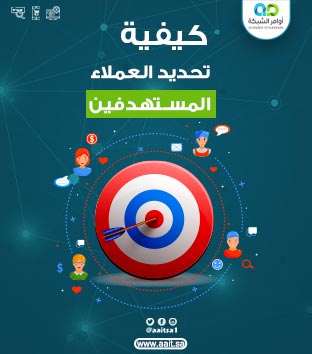 أوامر الشبكة
كيفية
تحديد العملاء
المستهدفين
@aaitsa1
www.aait.sa